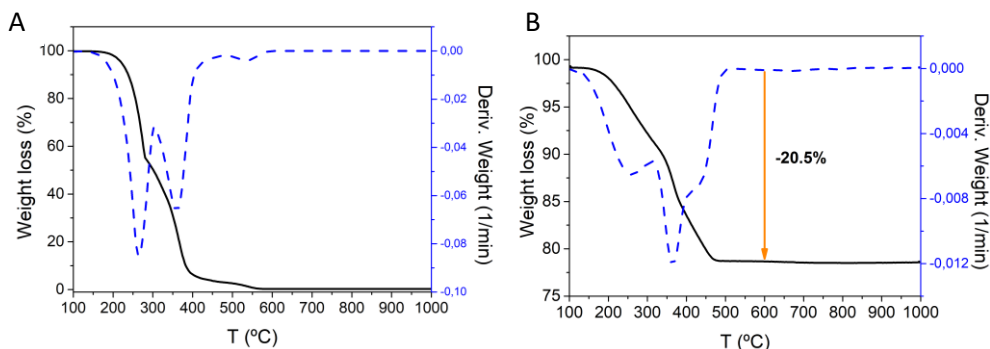 A
Weight loss (%)
100
80
60
40
20
0
100 200 300 400 500 600 700 800 900 1000
T (ºC)
0,00
-0,02
-0,04
-0,06
-0,08
-0,10
Deriv. Weight (1/min)
B
Weight loss (%)
100
95
90
85
80
75
100 200 300 400 500 600 700 800 900 1000
T (ºC)
-20.5%
0,000
-0,004
-0,008
-0,012
Deriv. Weight (1/min)